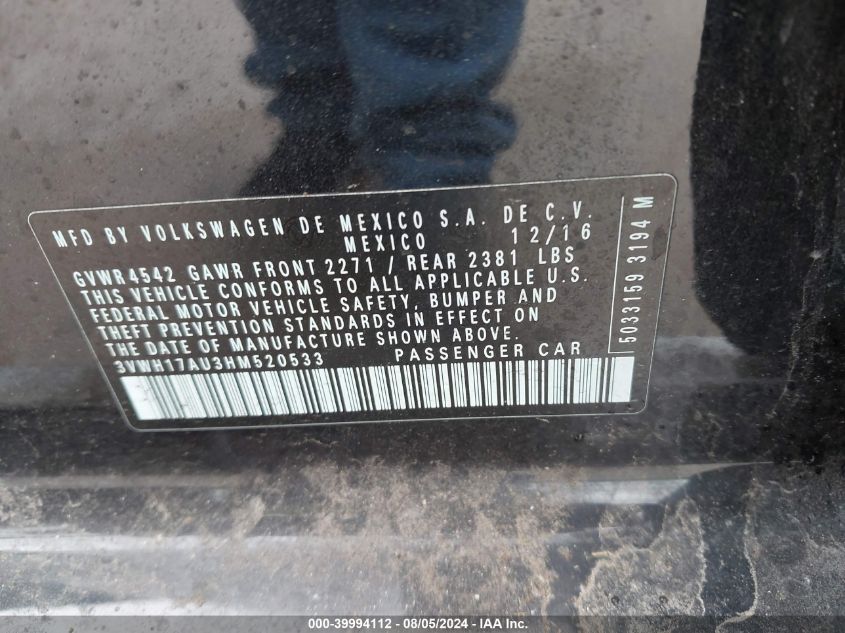 MFD BY VOLKSWAGEN DE MEXICO S.A. DE C.V.
MEXICO 12/16
GVWR4542 GAWR FRONT 2271 / REAR 2381 LBS
THIS VEHICLE CONFORMS TO ALL APPLICABLE U.S.
FEDERAL MOTOR VEHICLE SAFETY, BUMPER AND
THEFT PREVENTION STANDARDS IN EFFECT ON
THE DATE OF MANUFACTURE SHOWN ABOVE.
3VWH17AU3HM520533 PASSENGER CAR
5033159 3194 M
000-39994112 - 08/05/2024 - IAA Inc.